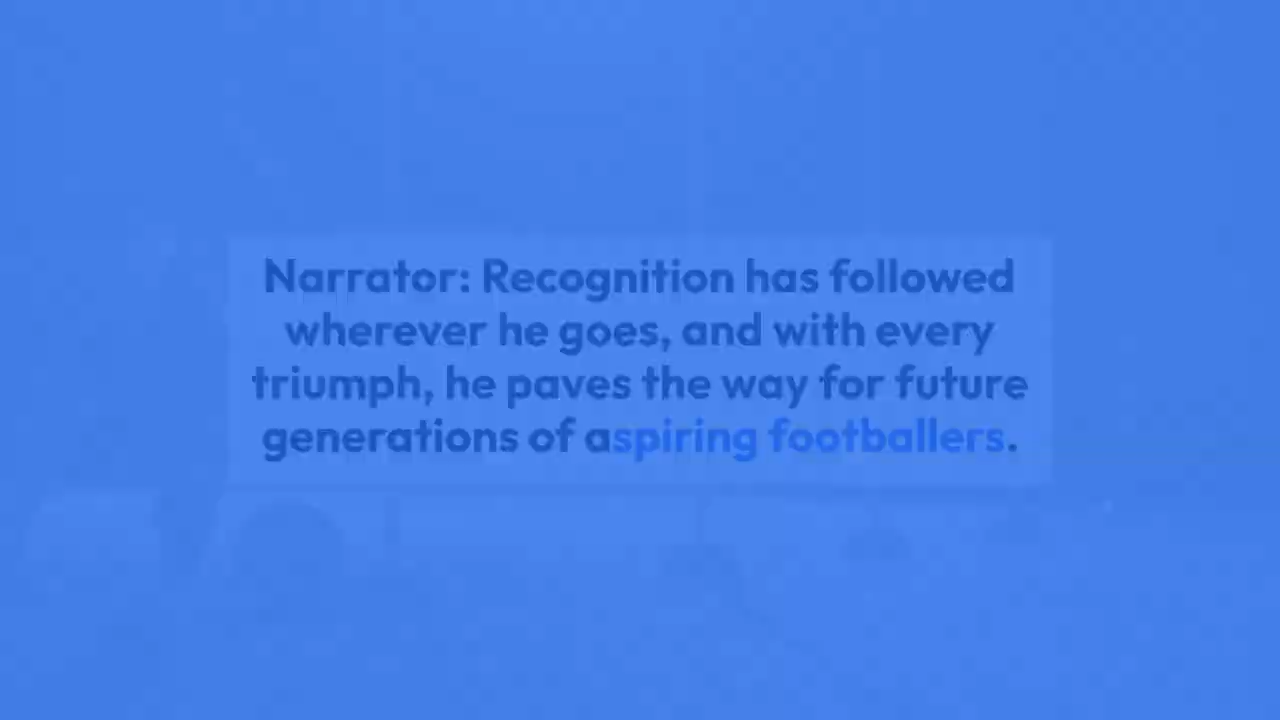 Narrator: Recognition has followed
wherever he goes, and with every
triumph, he paves the way for future
generations of aspiring footballers.